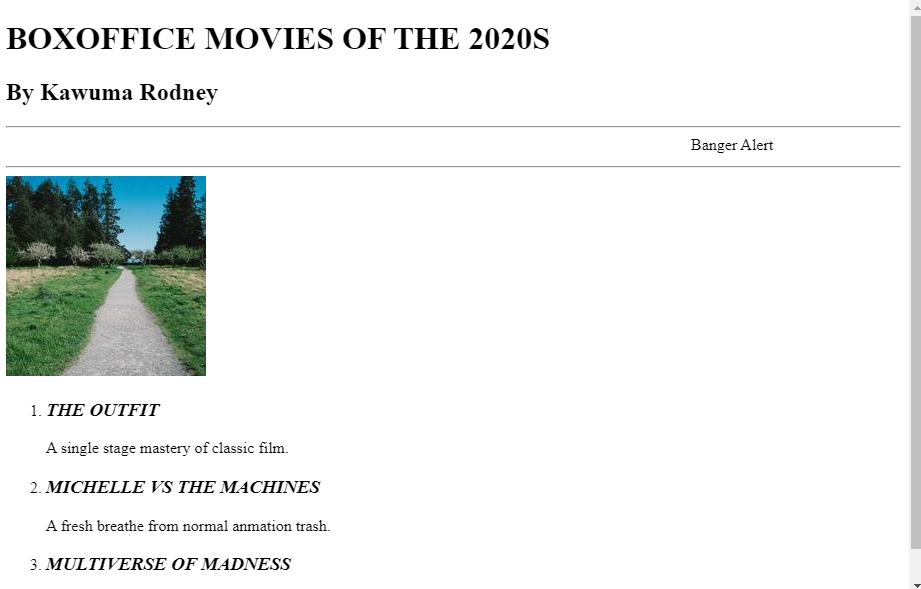 BOXOFFICE MOVIES OF THE 2020S
By Kawuma Rodney
Banger Alert
1. THE OUTFIT
A single stage mastery of classic film.
2. MICHELLE VS THE MACHINES
A fresh breathe from normal anmation trash.
3. MULTIVERSE OF MADNESS